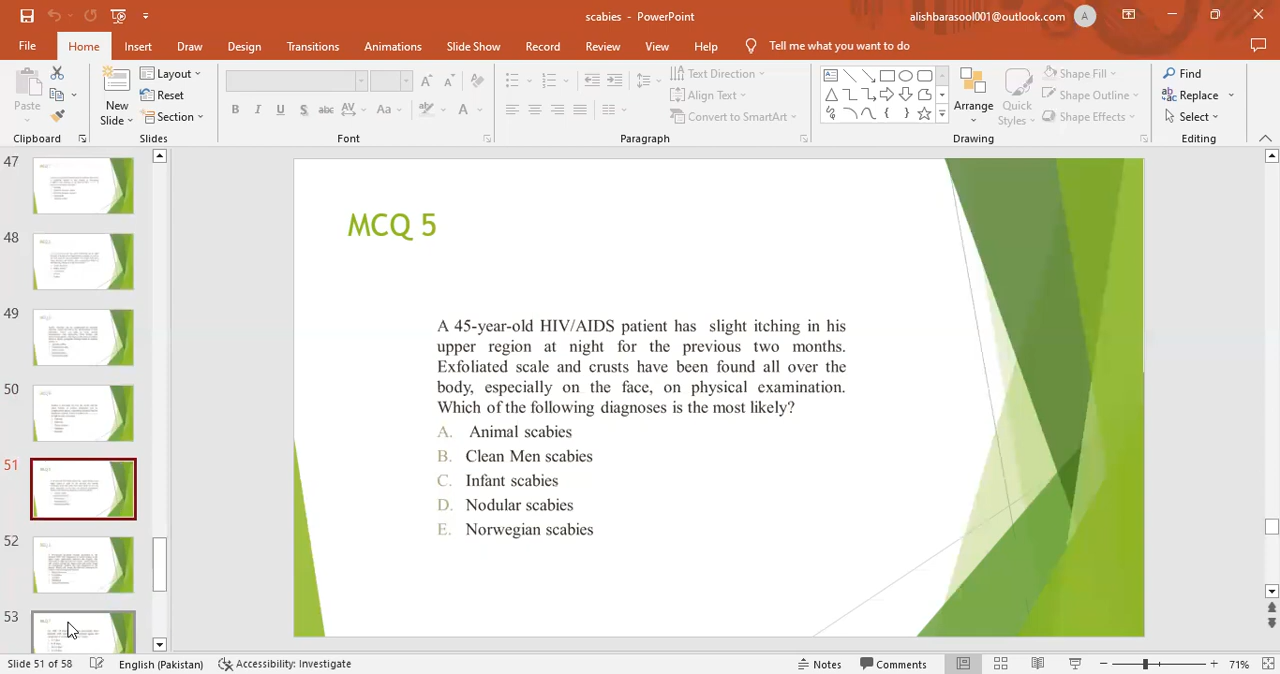 scabies - PowerPoint
alishbarasool001@outlook.com
A
File Home Insert Draw Design Transitions Animations Slide Show Record Review View Help Tell me what you want to do
Paste
Clipboard
New
Slide
Layout
Reset
Section
Slides
B I U S abc AV Aa A
Font
Text Direction
Align Text
Convert to SmartArt
Paragraph
Arrange
Quick
Styles
Shape Fill
Shape Outline
Shape Effects
Drawing
Find
Replace
Select
Editing
47
48
49
50
51
52
53
MCQ 5
A 45-year-old HIV/AIDS patient has slight itching in his
upper region at night for the previous two months.
Exfoliated scale and crusts have been found all over the
body, especially on the face, on physical examination.
Which of the following diagnoses is the most likely?
A. Animal scabies
B. Clean Men scabies
C. Infant scabies
D. Nodular scabies
E. Norwegian scabies
Slide 51 of 58 English (Pakistan) Accessibility: Investigate Notes Comments 71%